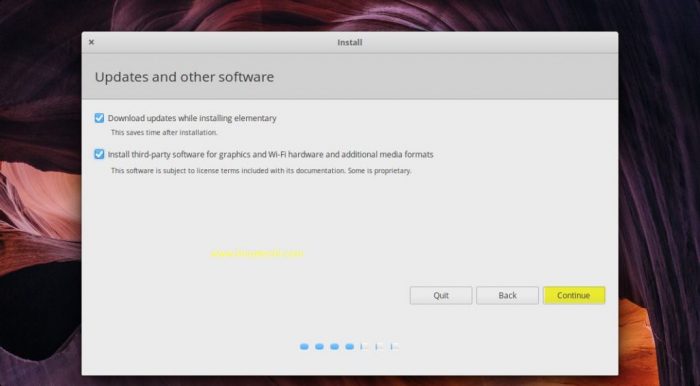 Install
Updates and other software
Download updates while installing elementary
This saves time after installation.
Install third-party software for graphics and Wi-Fi hardware and additional media formats
This software is subject to license terms included with its documentation. Some is proprietary.
Quit
Back
Continue